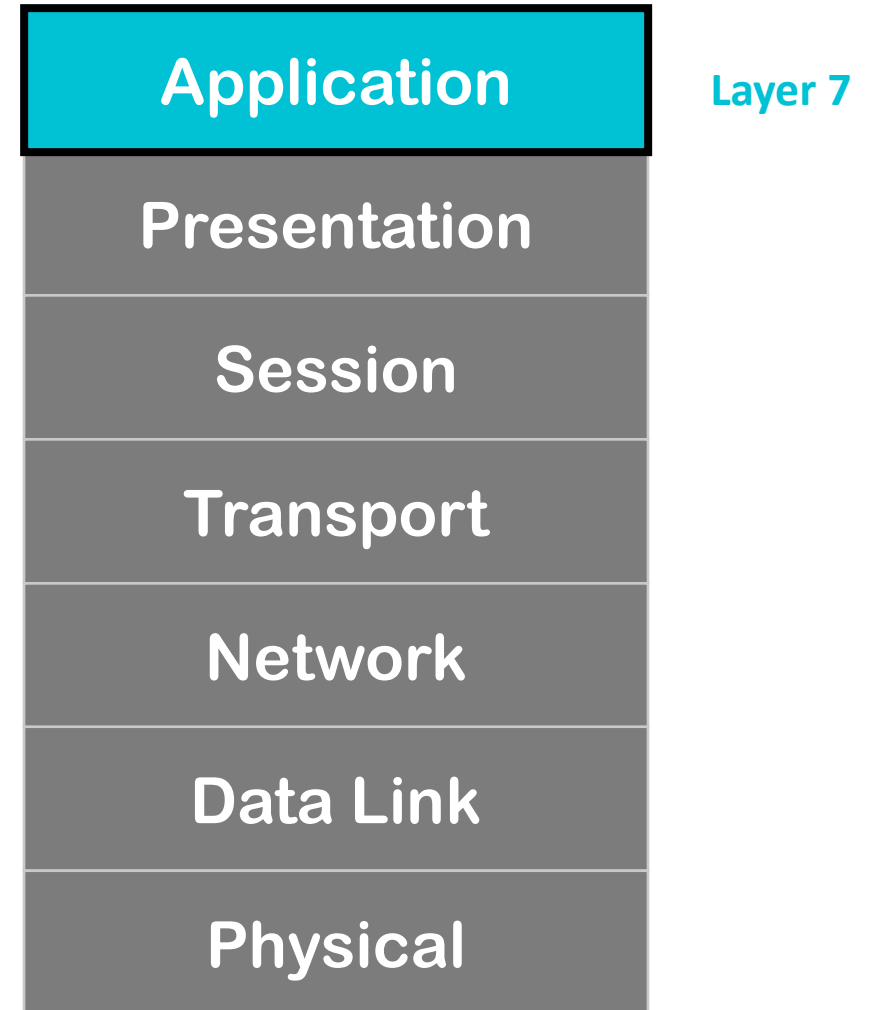 Application
Layer 7
Presentation
Session
Transport
Network
Data Link
Physical